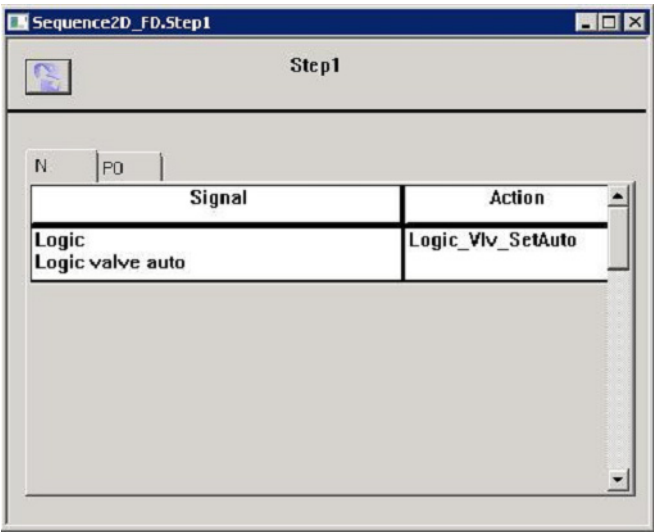 Sequence2D_FD.Step1
Step1
N P0
Signal Action
Logic Logic_Vlv_SetAuto
Logic valve auto